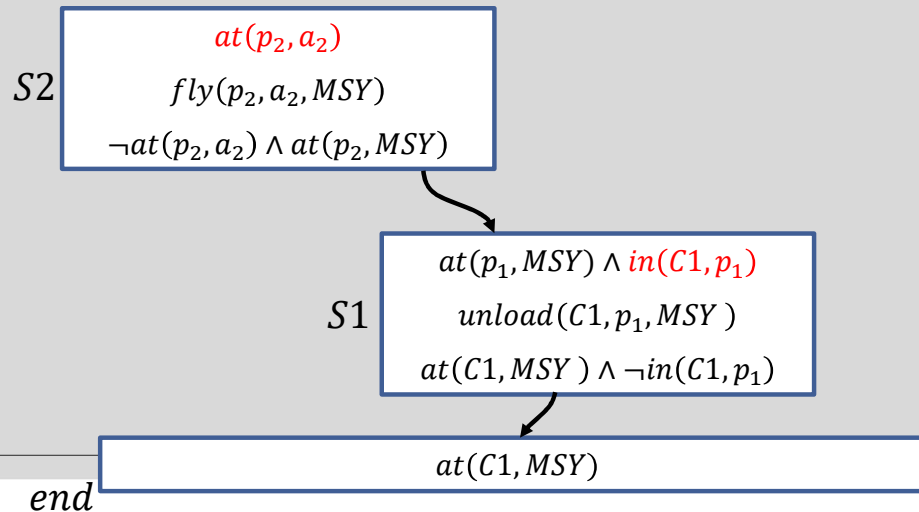 at(p₂, a₂)
S2
fly(p₂, a₂, MSY)
¬at(p₂, a₂) ∧ at(p₂, MSY)
at(p₁, MSY) ∧ in(C1, p₁)
S1
unload(C1, p₁, MSY )
at(C1, MSY ) ∧ ¬in(C1, p₁)
at(C1, MSY)
end